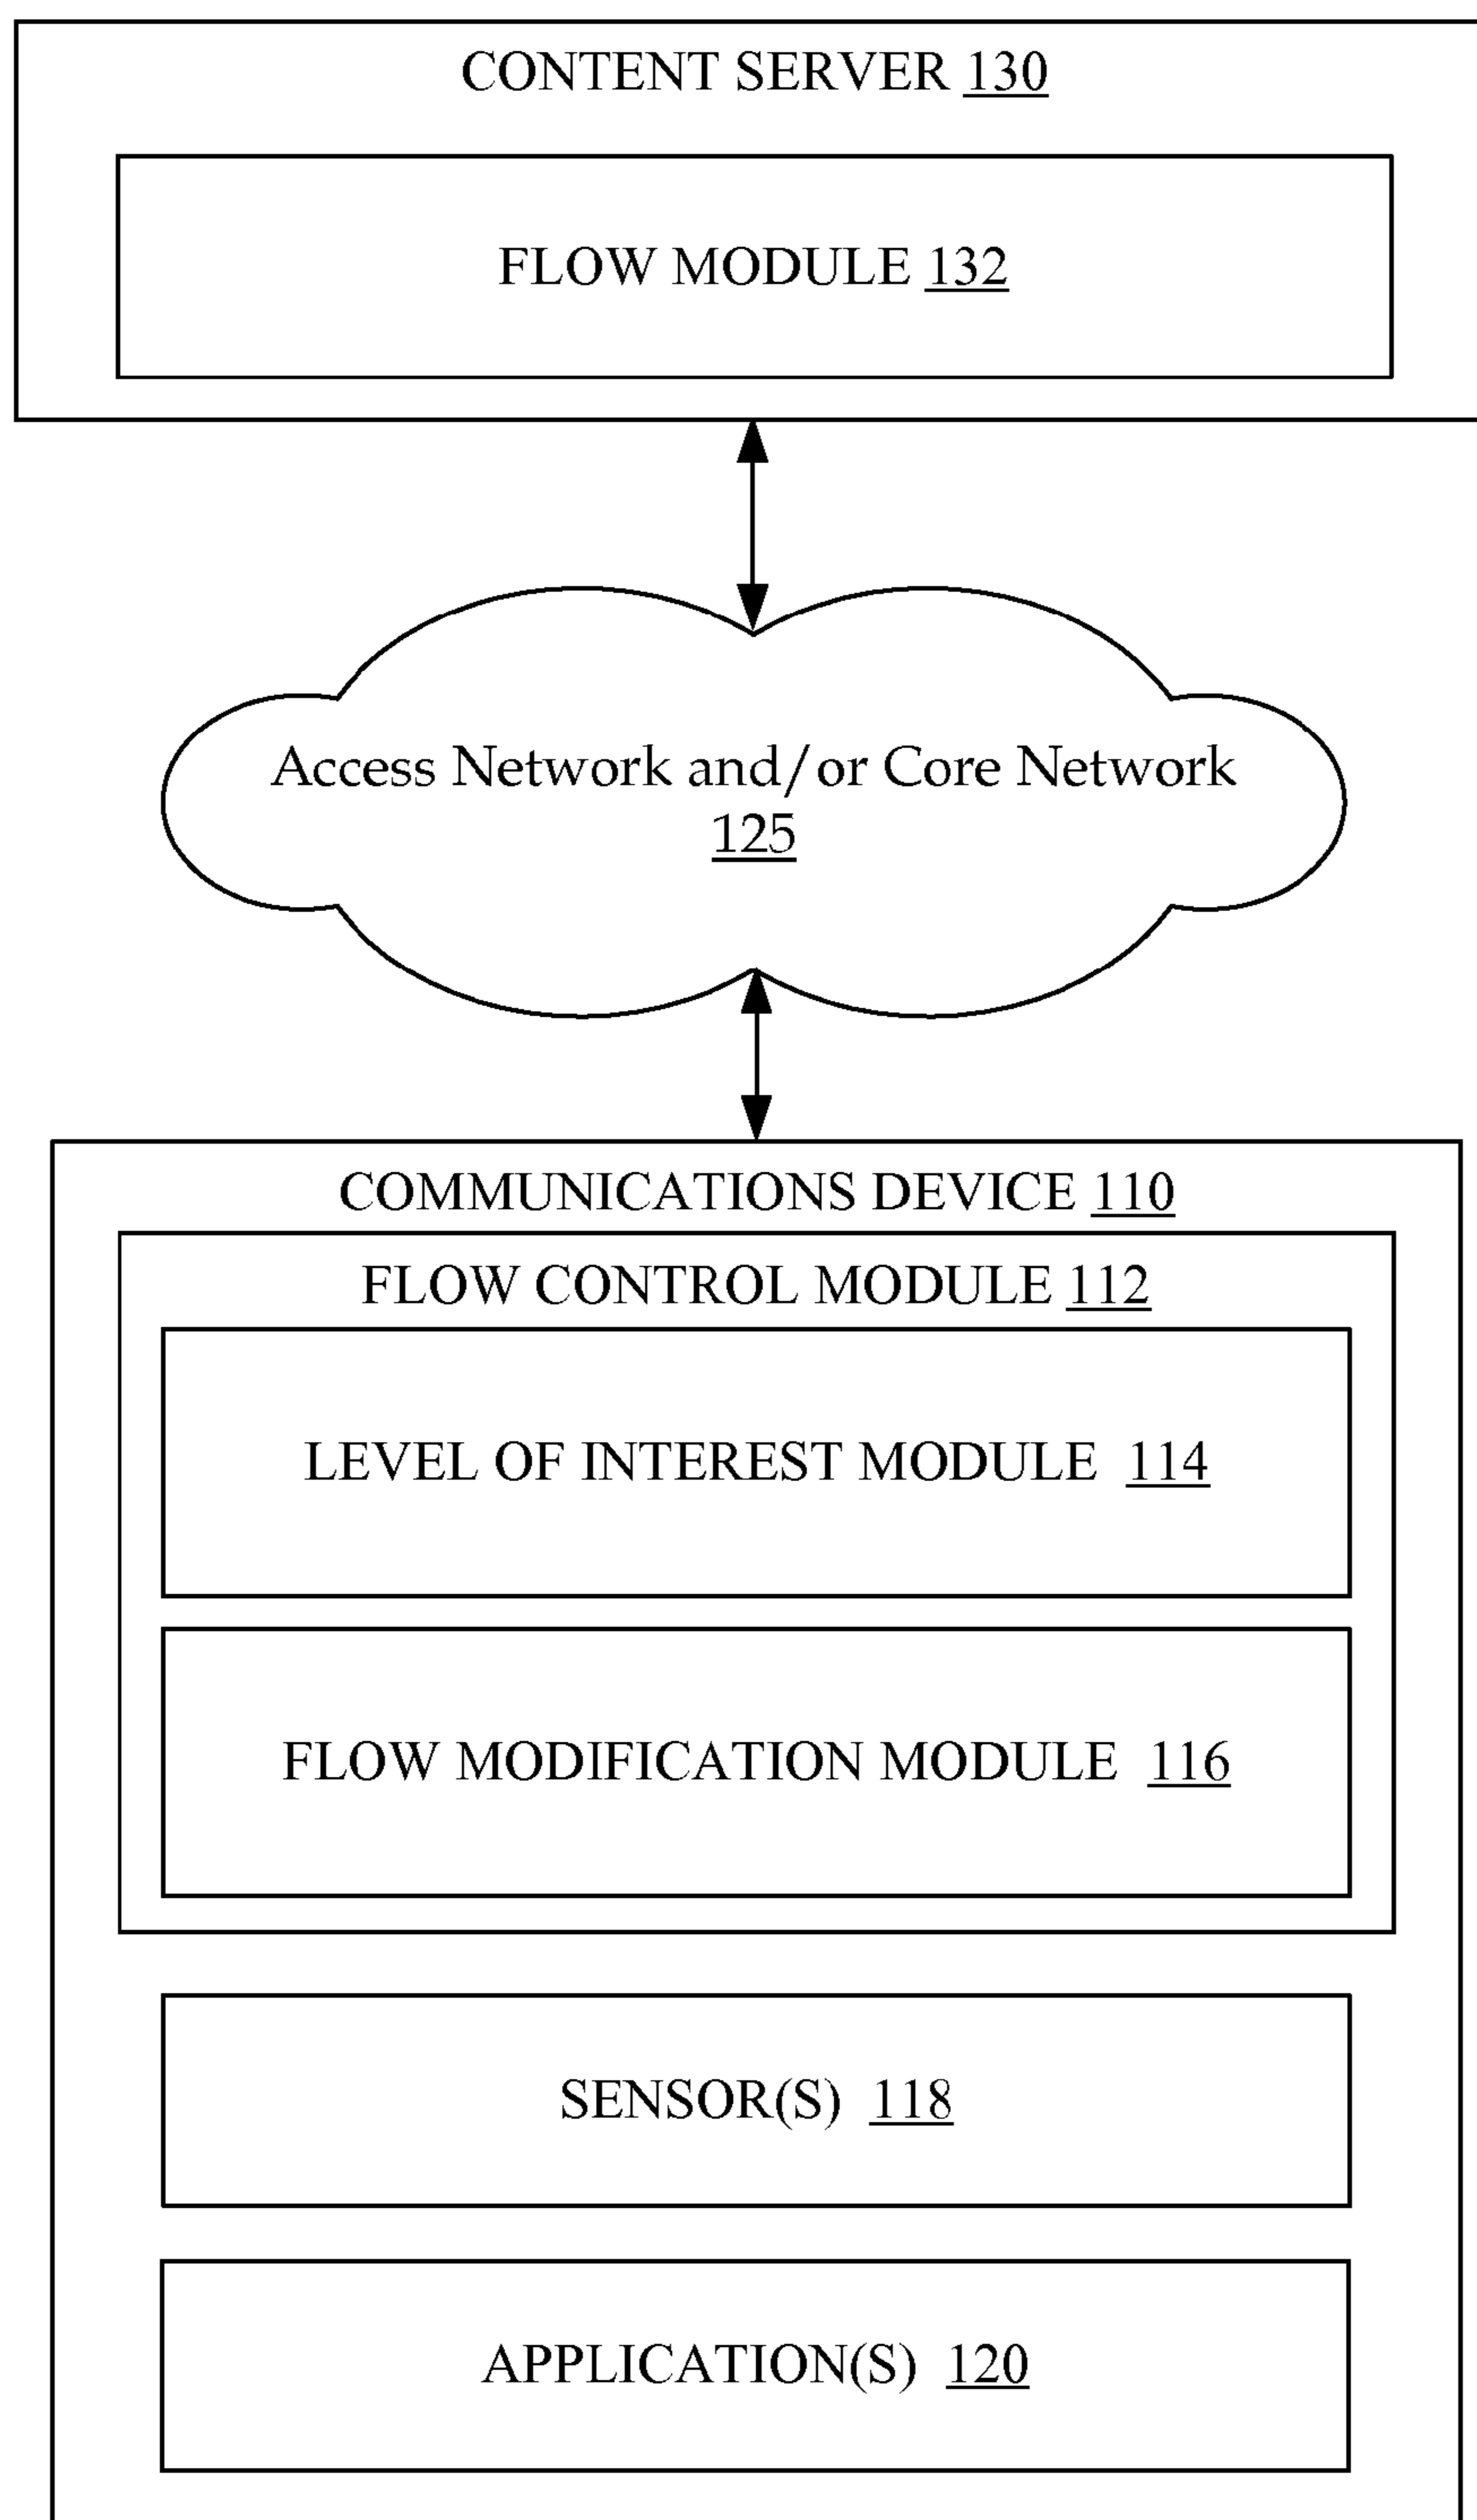 CONTENT SERVER 130
FLOW MODULE 132
Access Network and/or Core Network
125
COMMUNICATIONS DEVICE 110
FLOW CONTROL MODULE 112
LEVEL OF INTEREST MODULE 114
FLOW MODIFICATION MODULE 116
SENSOR(S) 118
APPLICATION(S) 120